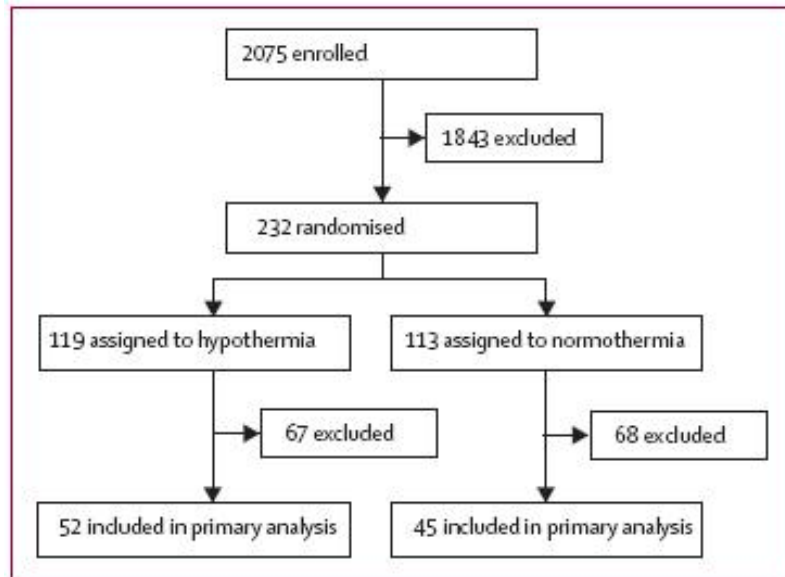 2075 enrolled
1843 excluded
232 randomised
119 assigned to hypothermia
113 assigned to normothermia
67 excluded
68 excluded
52 included in primary analysis
45 included in primary analysis